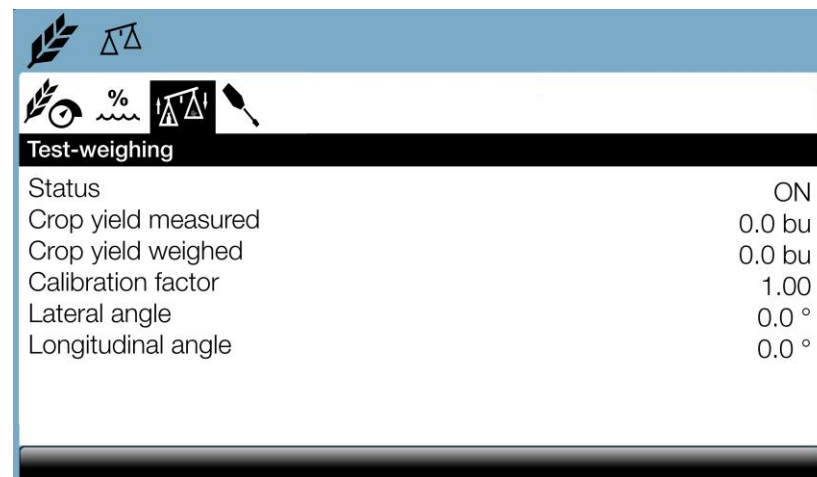 %
Test-weighing
Status ON
Crop yield measured 0.0 bu
Crop yield weighed 0.0 bu
Calibration factor 1.00
Lateral angle 0.0 °
Longitudinal angle 0.0 °